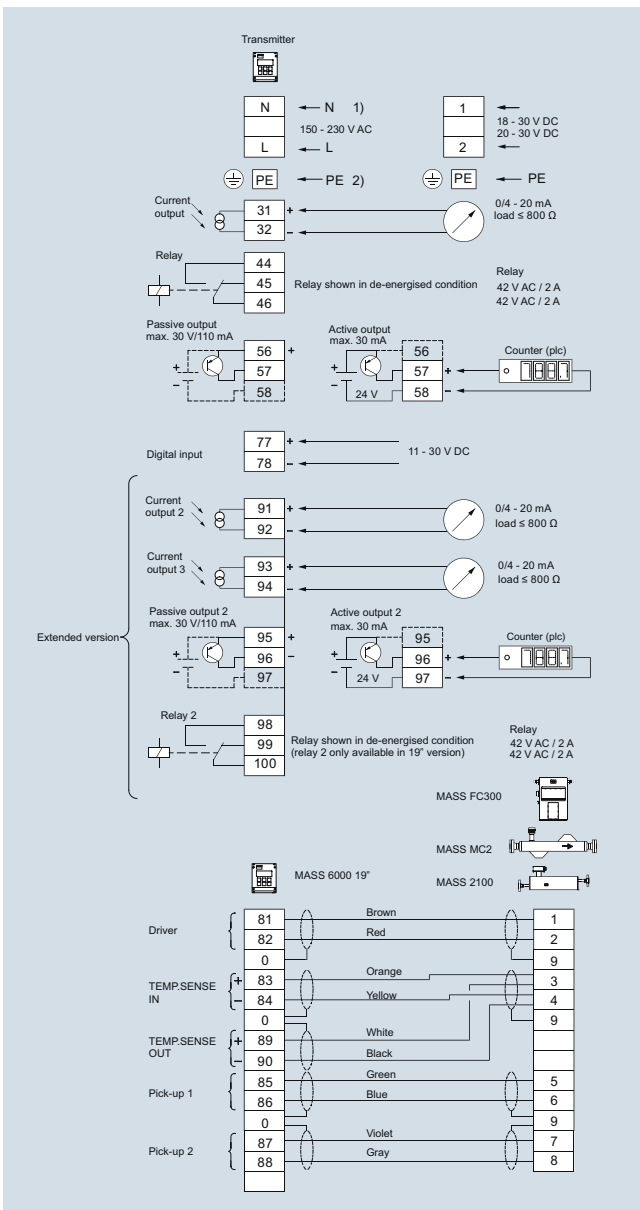 Transmitter
N
N 1)
150 - 230 V AC
L
L
1
18 - 30 V DC
20 - 30 V DC
2
PE
PE 2)
PE
PE
Current
output
31 +
32 –
0/4 - 20 mA
load ≤ 800 Ω
Relay
44
45
46
Relay shown in de-energised condition
Relay
42 V AC / 2 A
42 V AC / 2 A
Passive output
max. 30 V/110 mA
+
–
56 +
57
58
Active output
max. 30 mA
+
–
24 V
56
57 +
58 –
Counter (plc)
Digital input
77 +
78 –
11 - 30 V DC
Extended version
Current
output 2
91 +
92 –
0/4 - 20 mA
load ≤ 800 Ω
Current
output 3
93 +
94 –
0/4 - 20 mA
load ≤ 800 Ω
Passive output 2
max. 30 V/110 mA
+
–
95 +
96 –
97
Active output 2
max. 30 mA
+
–
24 V
95
96 +
97 –
Counter (plc)
Relay 2
98
99
100
Relay shown in de-energised condition
(relay 2 only available in 19" version)
Relay
42 V AC / 2 A
42 V AC / 2 A
MASS FC300
MASS MC2
MASS 2100
MASS 6000 19"
Driver
81 Brown 1
82 Red 2
0 9
TEMP.SENSE
IN
+ 83 Orange 3
– 84 Yellow 4
0 9
TEMP.SENSE
OUT
+ 89 White
– 90 Black
Pick-up 1
85 Green 5
86 Blue 6
0 9
Pick-up 2
87 Violet 7
88 Gray 8